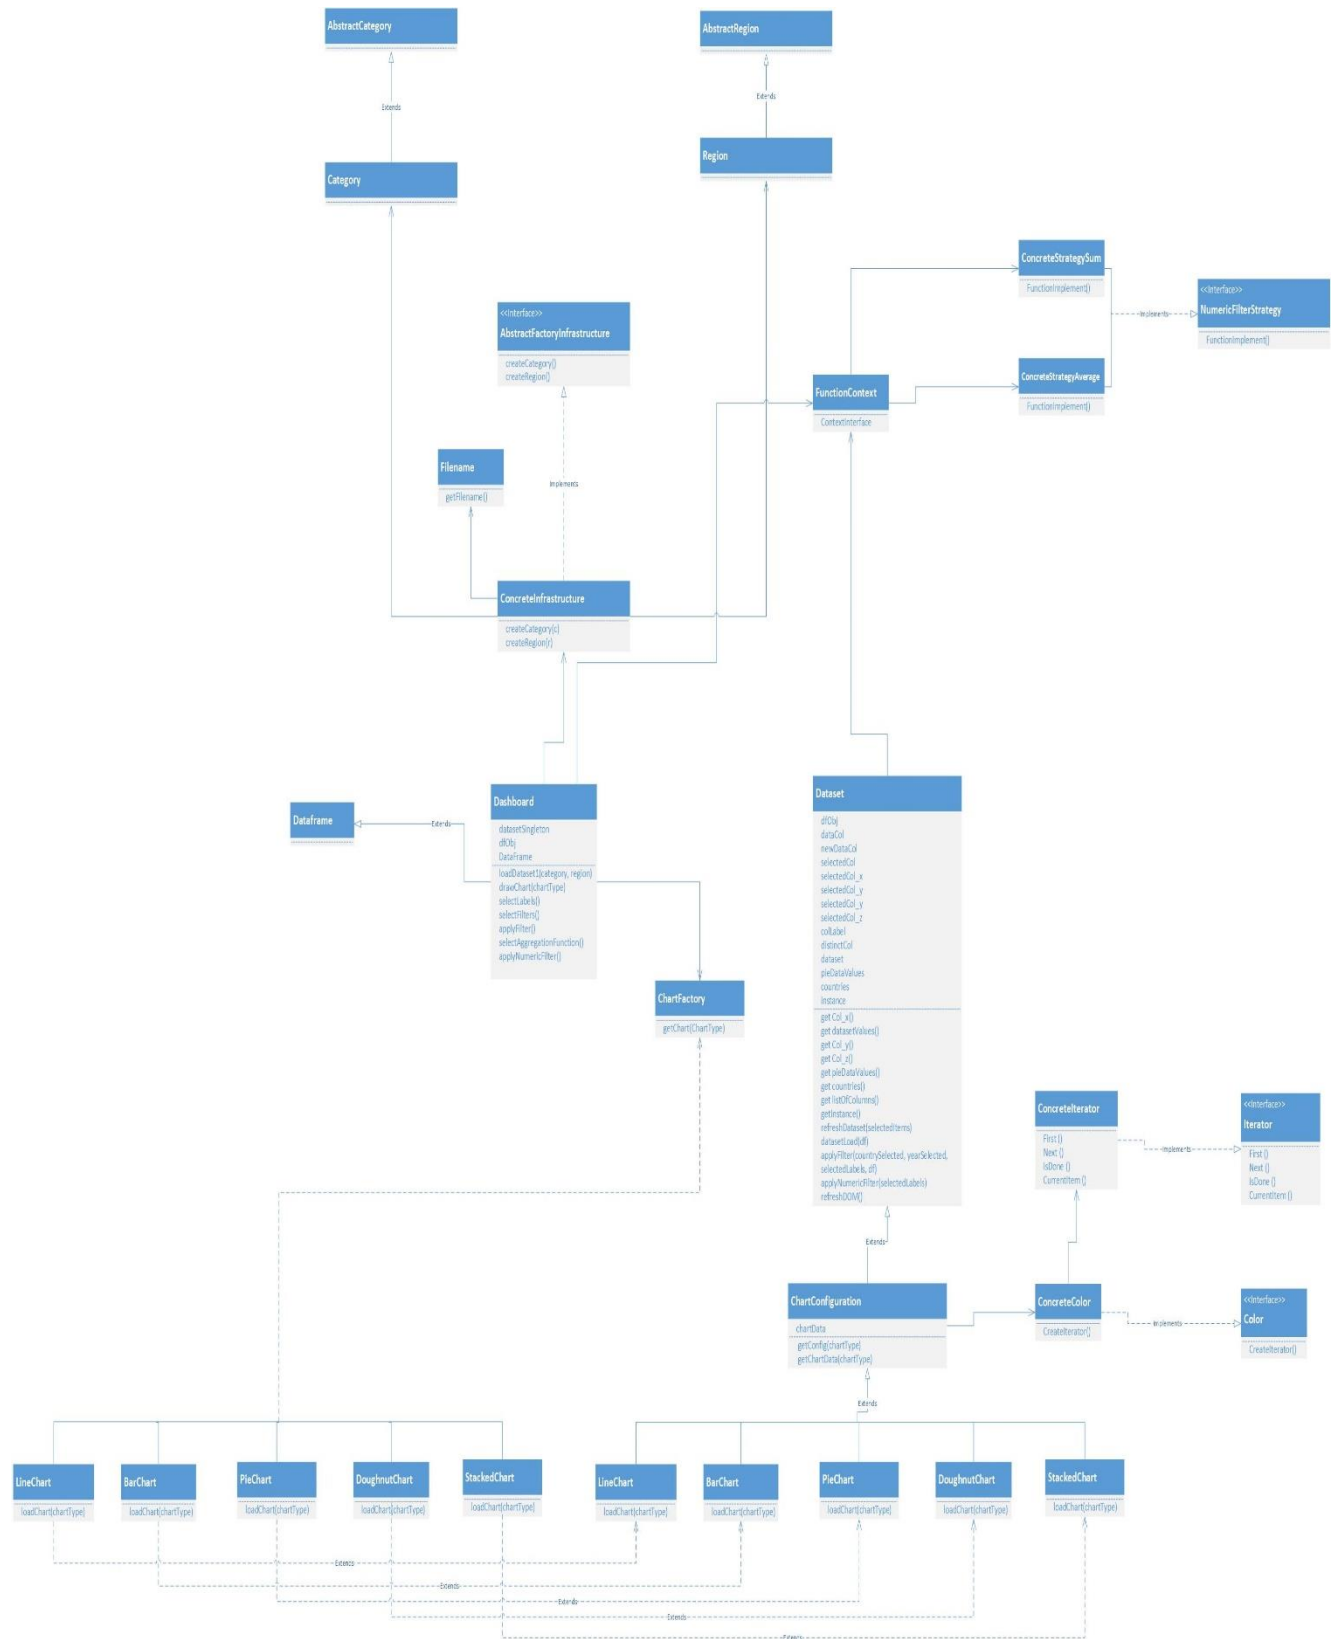 AbstractCategory
AbstractRegion
Extends
Extends
Region
Category
ConcreteStrategySum
FunctionImplement()
<<Interface>>
NumericFilterStrategy
FunctionImplement()
Implements
<<Interface>>
AbstractFactoryInfrastructure
createCategory()
createRegion()
ConcreteStrategyAverage
FunctionImplement()
FunctionContext
ContextInterface
Filename
getFilename()
Implements
ConcreteInfrastructure
createCategory(c)
createRegion(r)
Dataframe
Extends
Dashboard
datasetSingleton
dfObj
DataFrame
loadDataset1(category, region)
drawChart(chartType)
selectLabels()
selectFilters()
applyFilter()
selectAggregationFunction()
applyNumericFilter()
Dataset
dfObj
dataCol
newDataCol
selectedCol
selectedCol_x
selectedCol_y
selectedCol_y
selectedCol_z
colLabel
distinctCol
dataset
pieDataValues
countries
instance
get Col_x()
get datasetValues()
get Col_y()
get Col_z()
get pieDataValues()
get countries()
get listOfColumns()
getInstance()
refreshDataset(selectedItems)
datasetLoad(df)
applyFilter(countrySelected, yearSelected,
selectedLabels, df)
applyNumericFilter(selectedLabels)
refreshDOM()
ChartFactory
getChart(ChartType)
ConcreteIterator
First ()
Next ()
IsDone ()
CurrentItem ()
Implements
<<Interface>>
Iterator
First ()
Next ()
IsDone ()
CurrentItem ()
Extends
ChartConfiguration
chartData
getConfig(chartType)
getChartData(chartType)
ConcreteColor
CreateIterator()
Implements
<<Interface>>
Color
CreateIterator()
Extends
LineChart
loadChart(chartType)
BarChart
loadChart(chartType)
PieChart
loadChart(chartType)
DoughnutChart
loadChart(chartType)
StackedChart
loadChart(chartType)
LineChart
loadChart(chartType)
BarChart
loadChart(chartType)
PieChart
loadChart(chartType)
DoughnutChart
loadChart(chartType)
StackedChart
loadChart(chartType)
Extends
Extends
Extends
Extends
Extends